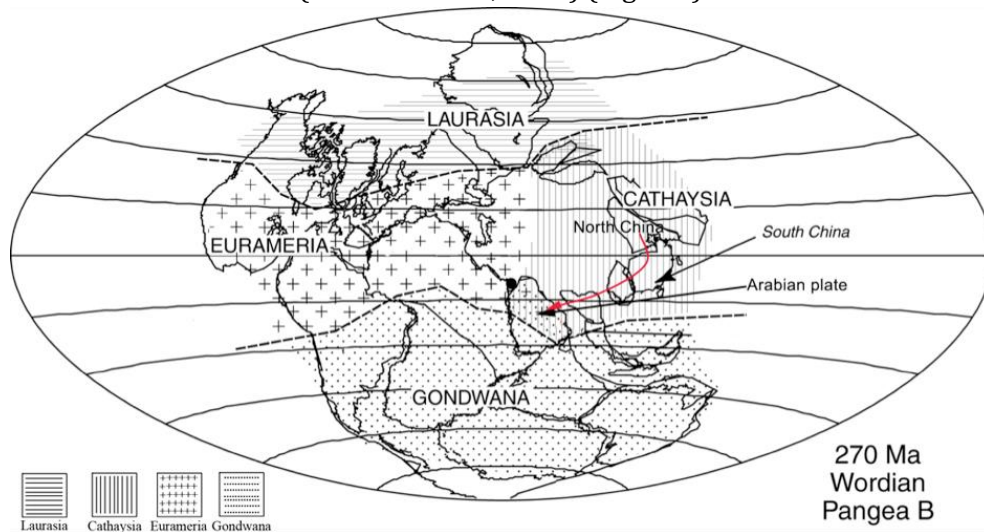 LAURASIA
CATHAYSIA
North China
South China
EURAMERIA
Arabian plate
GONDWANA
270 Ma
Wordian
Pangea B
Laurasia Cathaysia Eurameria Gondwana